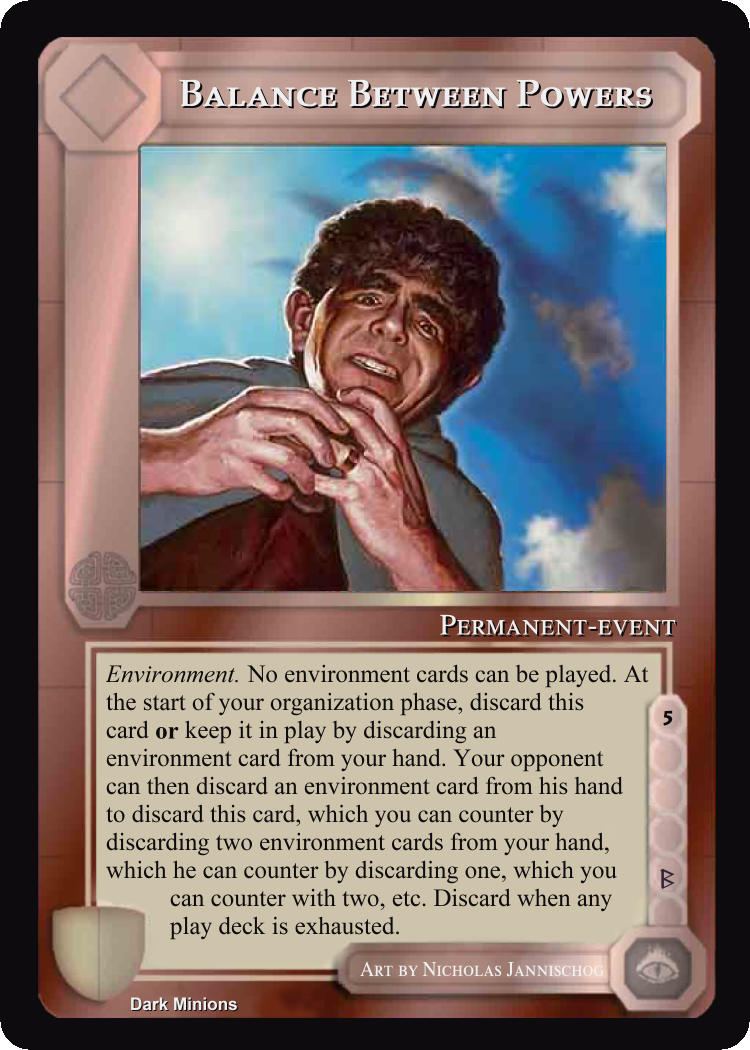 Balance Between Powers
Permanent-event
Environment. No environment cards can be played. At
the start of your organization phase, discard this
card or keep it in play by discarding an
environment card from your hand. Your opponent
can then discard an environment card from his hand
to discard this card, which you can counter by
discarding two environment cards from your hand,
which he can counter by discarding one, which you
can counter with two, etc. Discard when any
play deck is exhausted.
5
Art by Nicholas Jannischog
Dark Minions